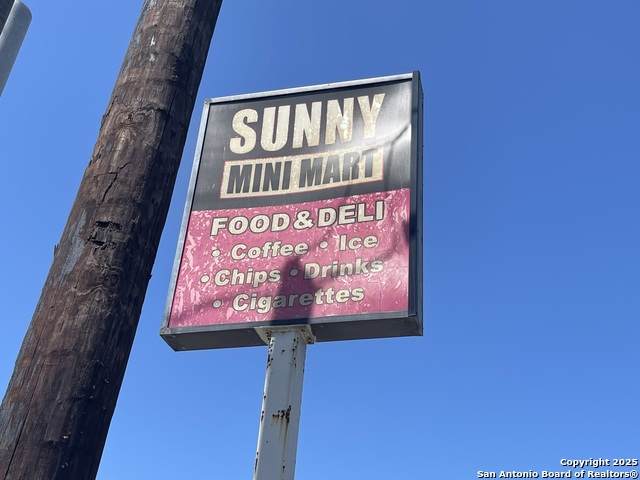 SUNNY
MINI MART
FOOD & DELI
• Coffee • Ice
• Chips • Drinks
• Cigarettes
Copyright 2025
San Antonio Board of Realtors®